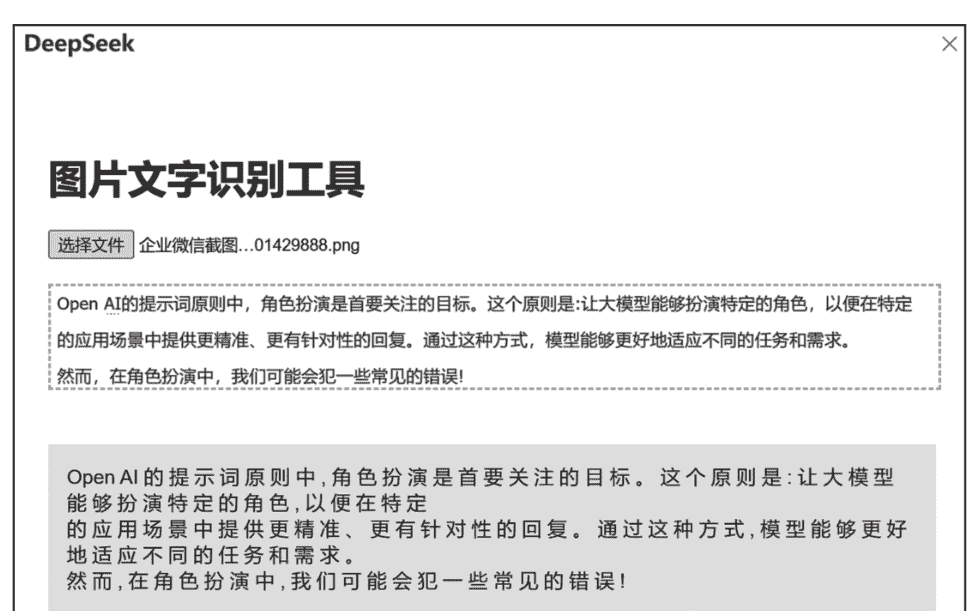 DeepSeek
图片文字识别工具
选择文件 企业微信截图...01429888.png
Open AI的提示词原则中，角色扮演是首要关注的目标。这个原则是:让大模型能够扮演特定的角色，以便在特定
的应用场景中提供更精准、更有针对性的回复。通过这种方式，模型能够更好地适应不同的任务和需求。
然而，在角色扮演中，我们可能会犯一些常见的错误!
Open AI 的 提 示 词 原 则 中 , 角 色 扮 演 是 首 要 关 注 的 目 标 。 这 个 原 则 是 : 让 大 模 型
能 够 扮 演 特 定 的 角 色 , 以 便 在 特 定
的 应 用 场 景 中 提 供 更 精 准 、 更 有 针 对 性 的 回 复 。 通 过 这 种 方 式 , 模 型 能 够 更 好
地 适 应 不 同 的 任 务 和 需 求 。
然 而 , 在 角 色 扮 演 中 , 我 们 可 能 会 犯 一 些 常 见 的 错 误 !